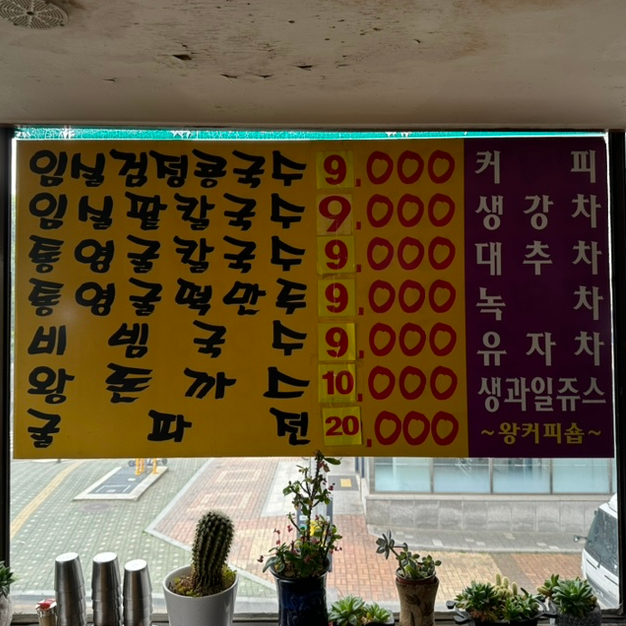 임실검정콩국수 9.000
임실팥칼국수 9.000
통영굴칼국수 9.000
통영굴떡만두 9.000
비빔국수 9.000
왕돈까스 10.000
굴파전 20.000
커피
생강차
대추차
녹차
유자차
생과일쥬스
~왕커피숍~